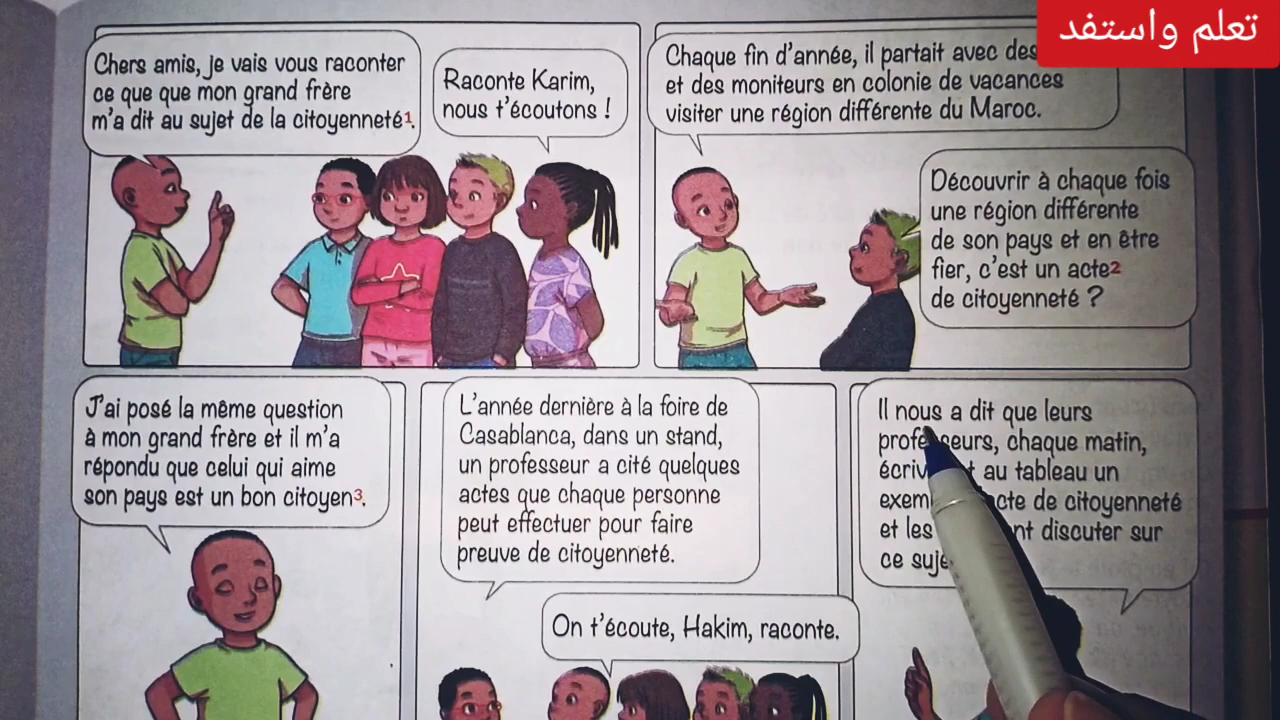 تعلم واستفد
Chers amis, je vais vous raconter
ce que que mon grand frère
m'a dit au sujet de la citoyenneté¹.
Raconte Karim,
nous t'écoutons !
Chaque fin d'année, il partait avec des
et des moniteurs en colonie de vacances
visiter une région différente du Maroc.
Découvrir à chaque fois
une région différente
de son pays et en être
fier, c'est un acte²
de citoyenneté ?
J'ai posé la même question
à mon grand frère et il m'a
répondu que celui qui aime
son pays est un bon citoyen³.
L'année dernière à la foire de
Casablanca, dans un stand,
un professeur a cité quelques
actes que chaque personne
peut effectuer pour faire
preuve de citoyenneté.
On t'écoute, Hakim, raconte.
Il nous a dit que leurs
professeurs, chaque matin,
au tableau un
de citoyenneté
et les discuter sur
ce